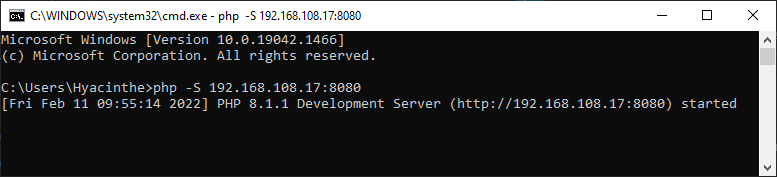 C:\WINDOWS\system32\cmd.exe - php  -S 192.168.108.17:8080
Microsoft Windows [Version 10.0.19042.1466]
(c) Microsoft Corporation. All rights reserved.
C:\Users\Hyacinthe>php -S 192.168.108.17:8080
[Fri Feb 11 09:55:14 2022] PHP 8.1.1 Development Server (http://192.168.108.17:8080) started